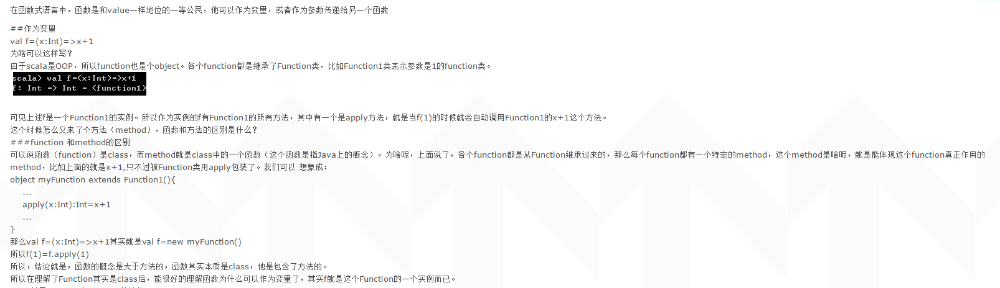 在函数式语言中，函数是和value一样地位的一等公民，他可以作为变量，或者作为参数传递给另一个函数
##作为变量
val f=(x:Int)=>x+1
为啥可以这样写？
由于scala是OOP，所以function也是个object。各个function都是继承了Function类，比如Function1类表示参数是1的function类。
scala> val f=(x:Int)=>x+1
f: Int => Int = <function1>
可见上述f是一个Function1的实例。所以作为实例的f有Function1的所有方法，其中有一个是apply方法，就是当f(1)的时候就会自动调用Function1的x+1这个方法。
这个时候怎么又来了个方法（method），函数和方法的区别是什么？
###function 和method的区别
可以说函数（function）是class，而method就是class中的一个函数（这个函数是指Java上的概念）。为啥呢，上面说了，各个function都是从Function继承过来的，那么每个function都有一个特定的method，这个method是啥呢，就是能体现这个function真正作用的
method，比如上面的就是x+1,只不过被Function类用apply包装了。我们可以 想象成：
object myFunction extends Function1(){
...
apply(x:Int):Int=x+1
...
}
那么val f=(x:Int)=>x+1其实就是val f=new myFunction()
所以f(1)=f.apply(1)
所以，结论就是，函数的概念是大于方法的，函数其实本质是class，他是包含了方法的。
所以在理解了Function其实是class后，能很好的理解函数为什么可以作为变量了，其实f就是这个Function的一个实例而已。